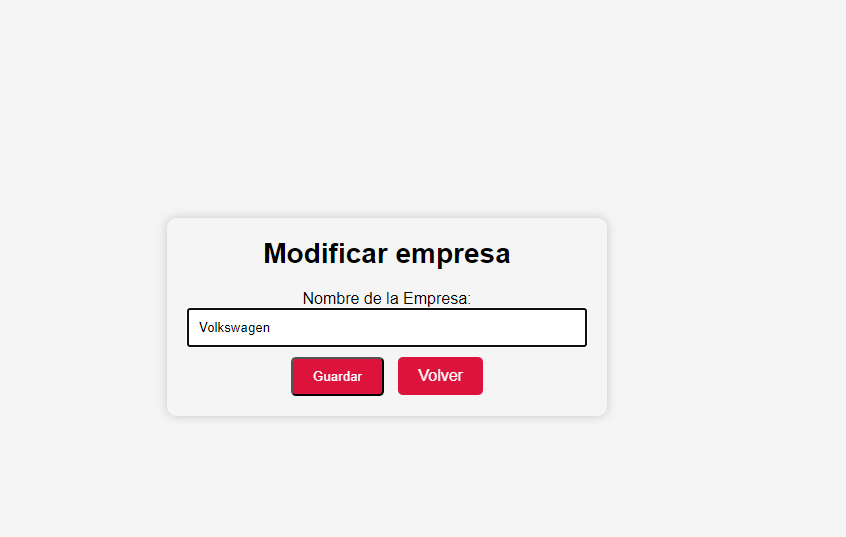 Modificar empresa
Nombre de la Empresa:
Volkswagen
Guardar Volver